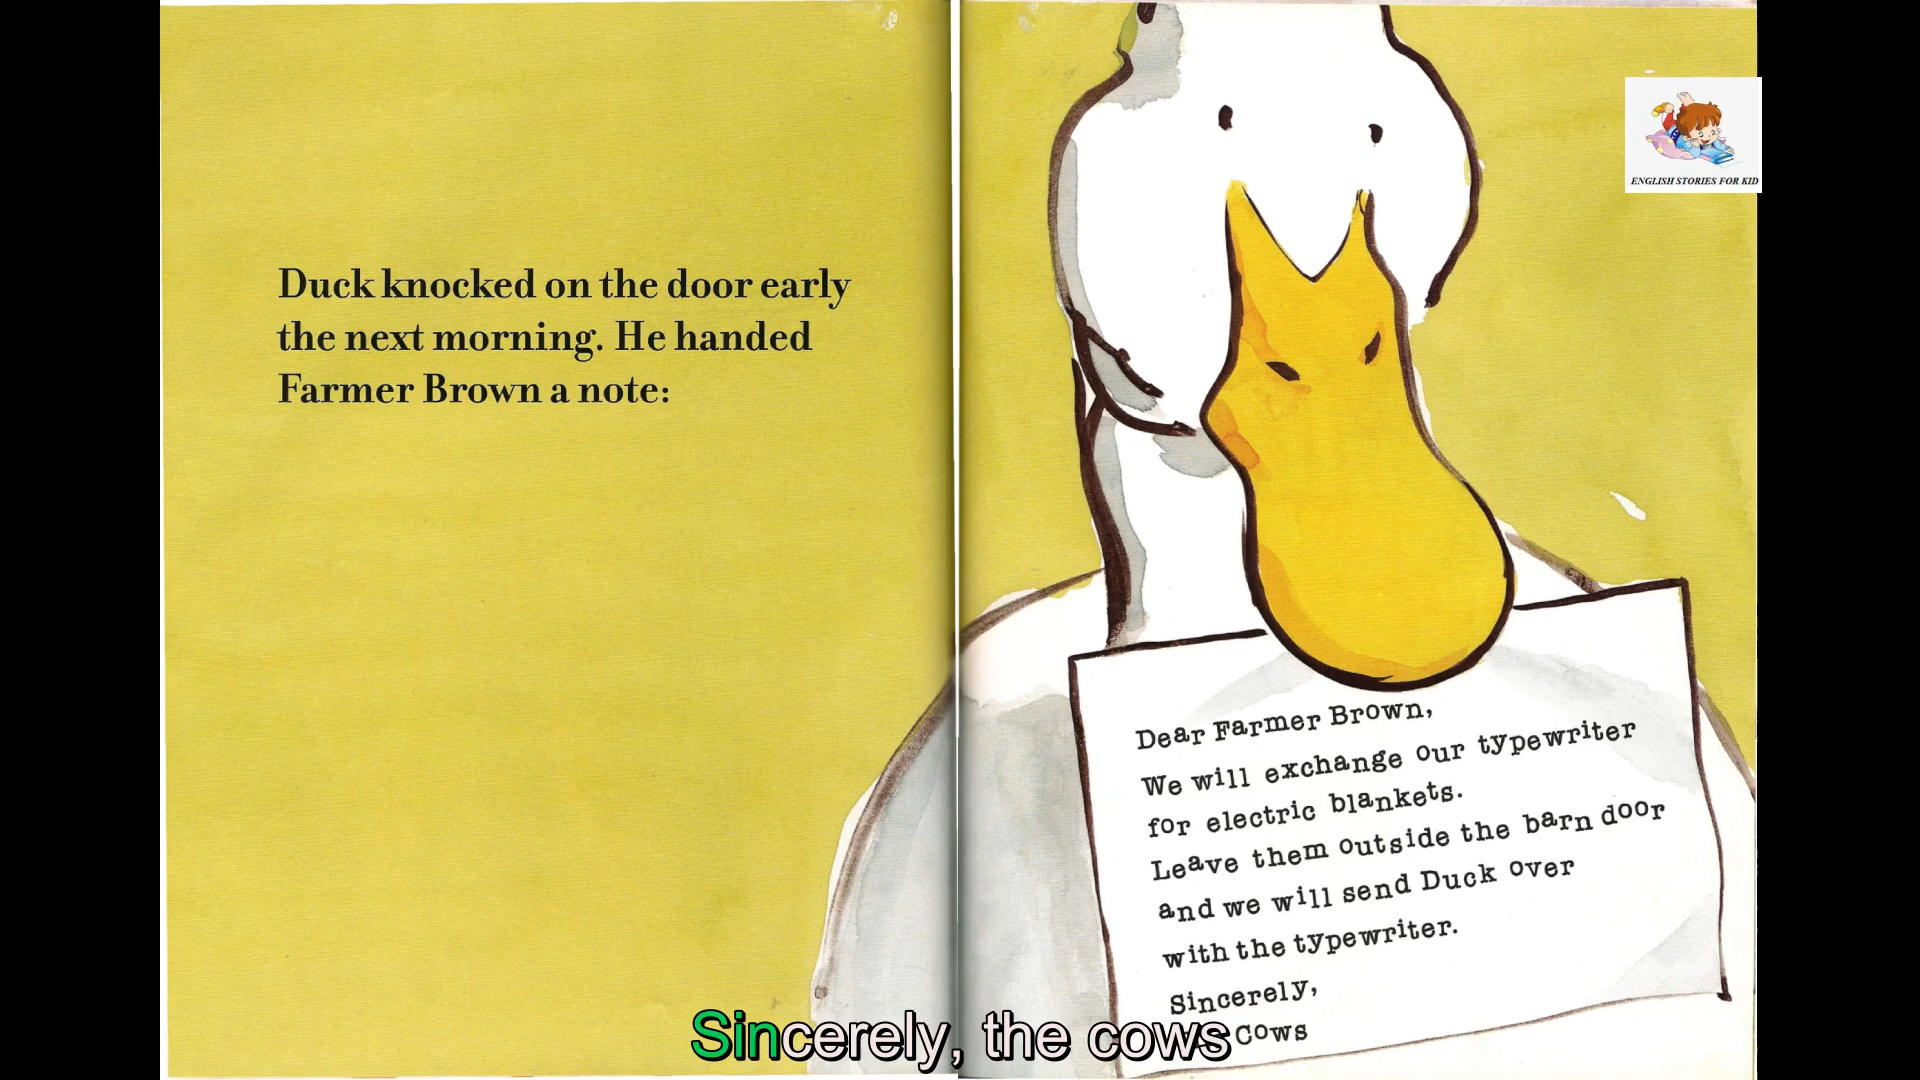 Duck knocked on the door early
the next morning. He handed
Farmer Brown a note:
ENGLISH STORIES FOR KID
Dear Farmer Brown,
We will exchange our typewriter
for electric blankets.
Leave them outside the barn door
and we will send Duck over
with the typewriter.
Sincerely,
Cows
Sincerely, the cows